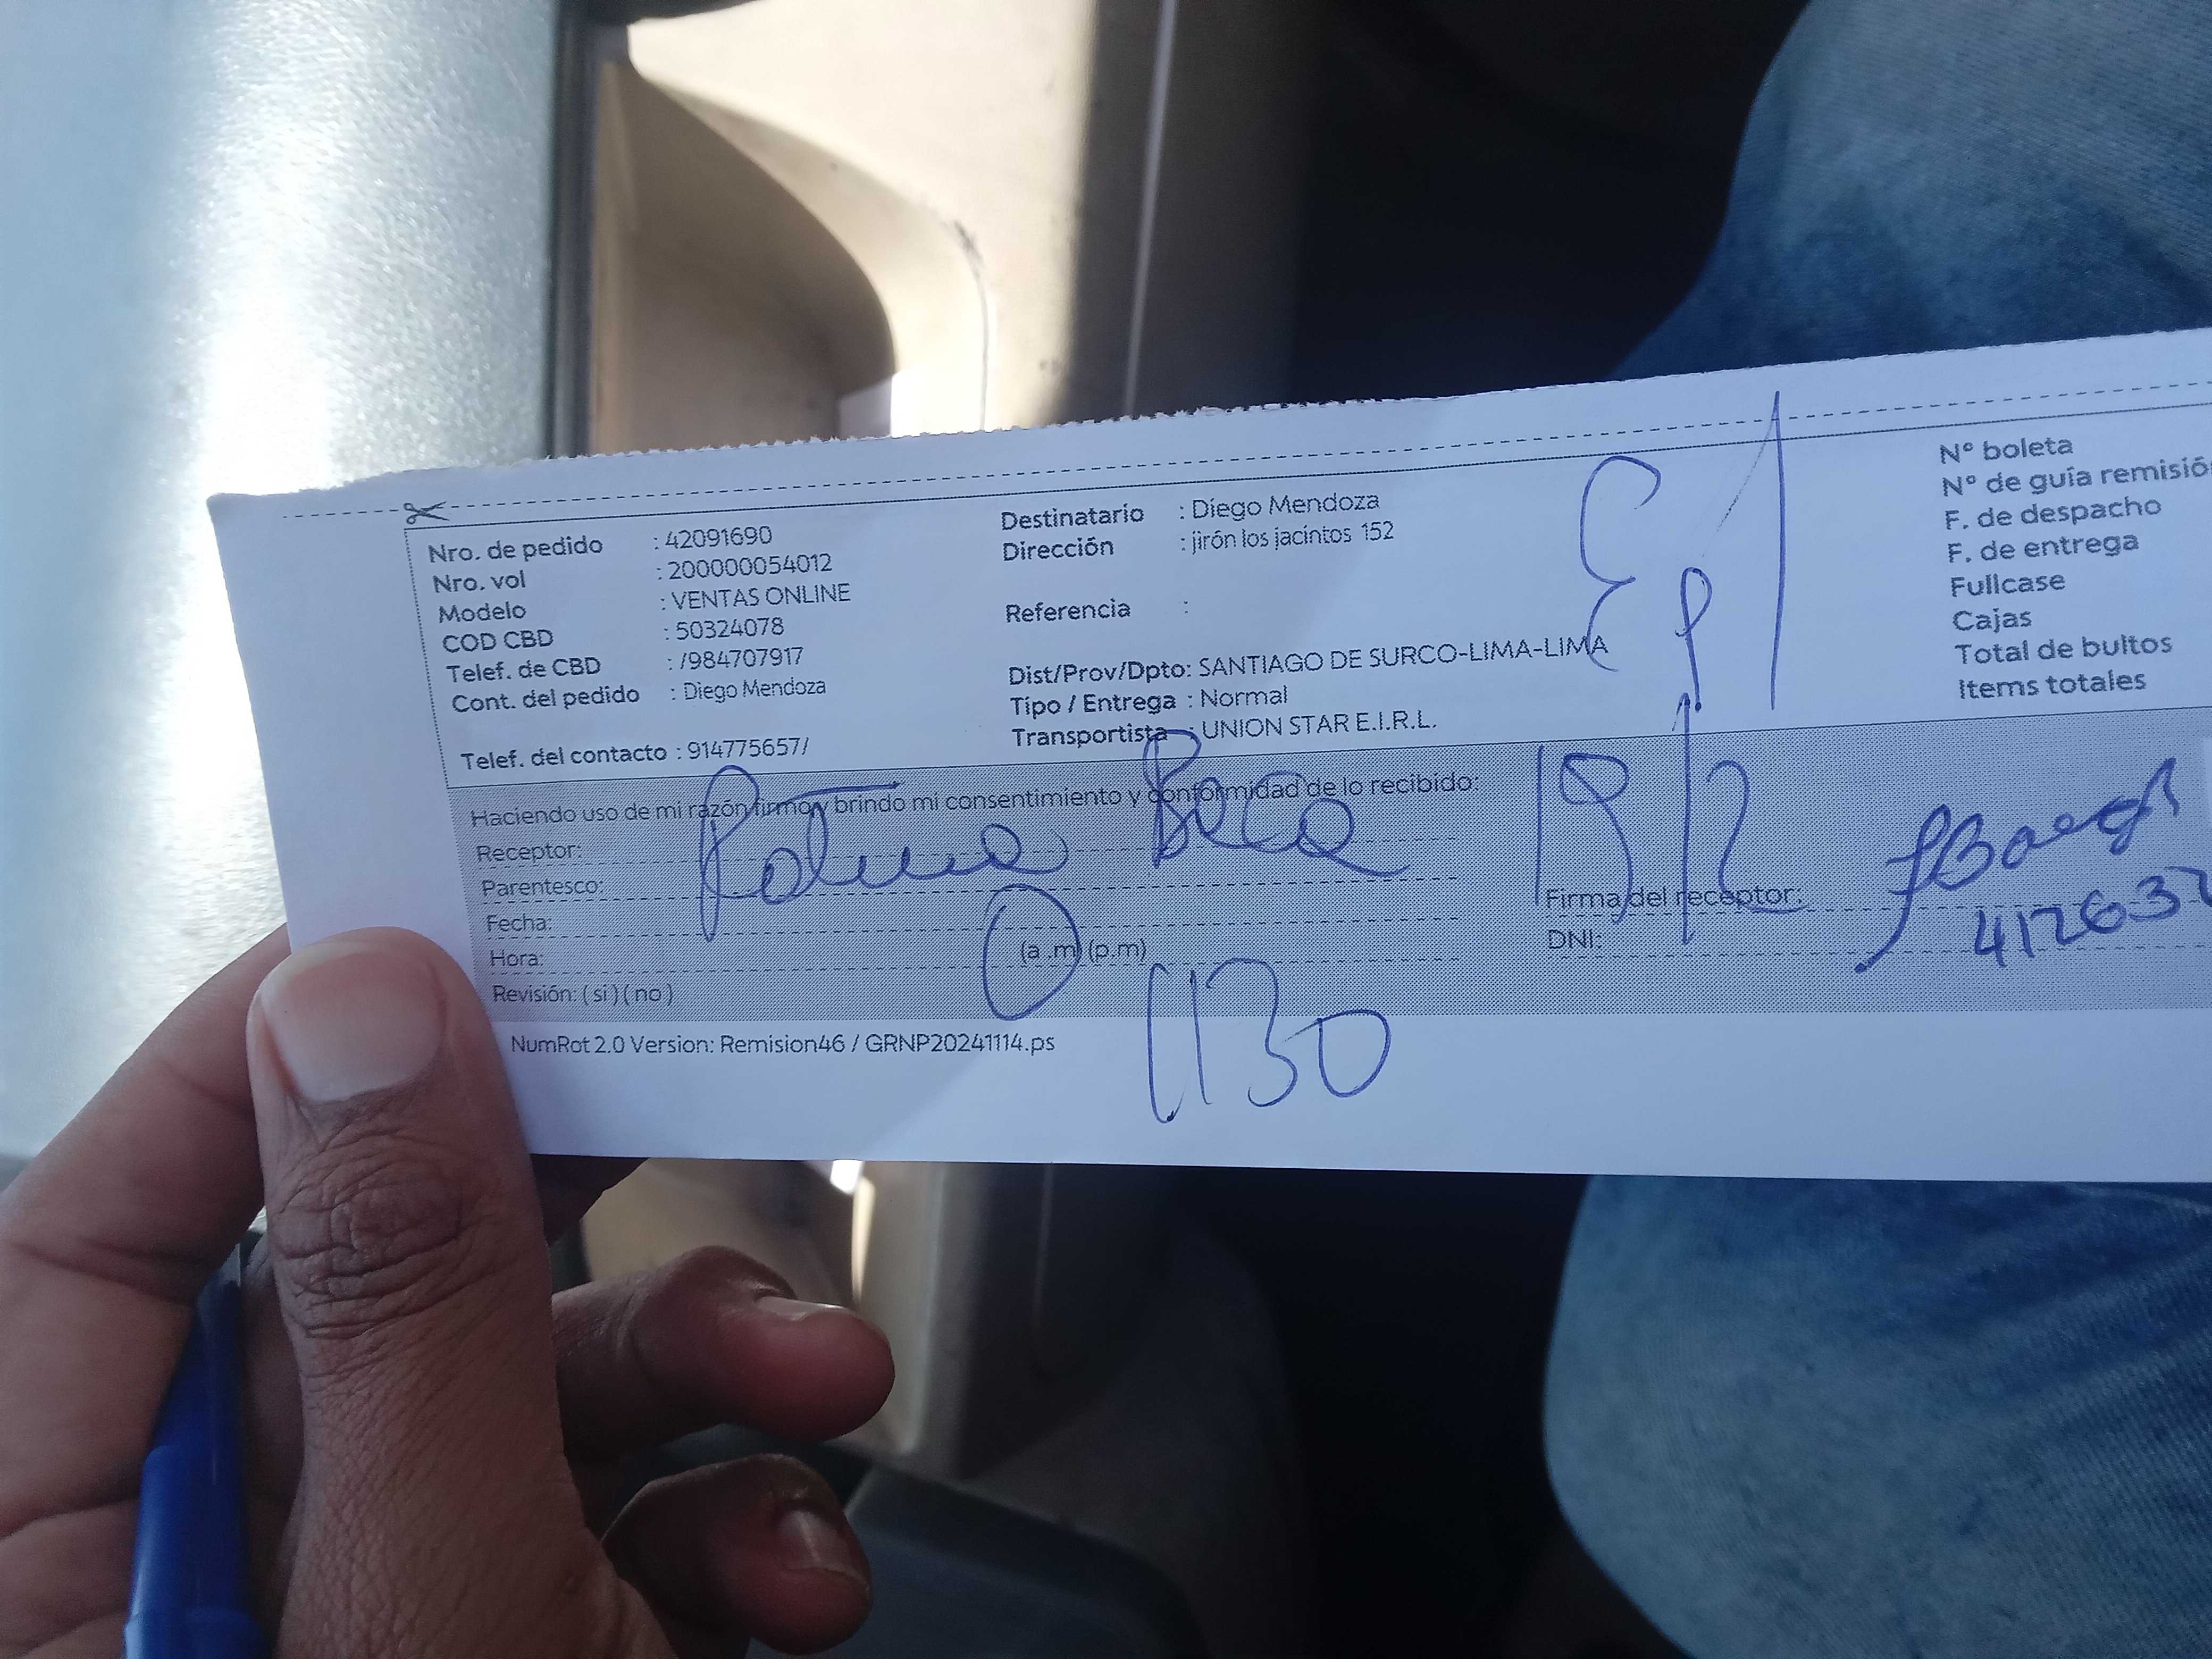 Nro. de pedido : 42091690
Nro. vol : 200000054012
Modelo : VENTAS ONLINE
COD CBD : 50324078
Telef. de CBD : /984707917
Cont. del pedido : Diego Mendoza
Telef. del contacto : 914775657/
Destinatario : Diego Mendoza
Dirección : jirón los jacintos 152
Referencia :
Dist/Prov/Dpto: SANTIAGO DE SURCO-LIMA-LIMA
Tipo / Entrega : Normal
Transportista : UNION STAR E.I.R.L.
N° boleta
N° de guía remisió
F. de despacho
F. de entrega
Fullcase
Cajas
Total de bultos
Items totales
Haciendo uso de mi razón firmo y brindo mi consentimiento y conformidad de lo recibido:
Receptor:
Parentesco:
Fecha:
Hora: (a .m) (p.m)
Revisión: ( si ) ( no )
1130
Firma del receptor:
DNI: 412632
NumRot 2.0 Version: Remision46 / GRNP20241114.ps